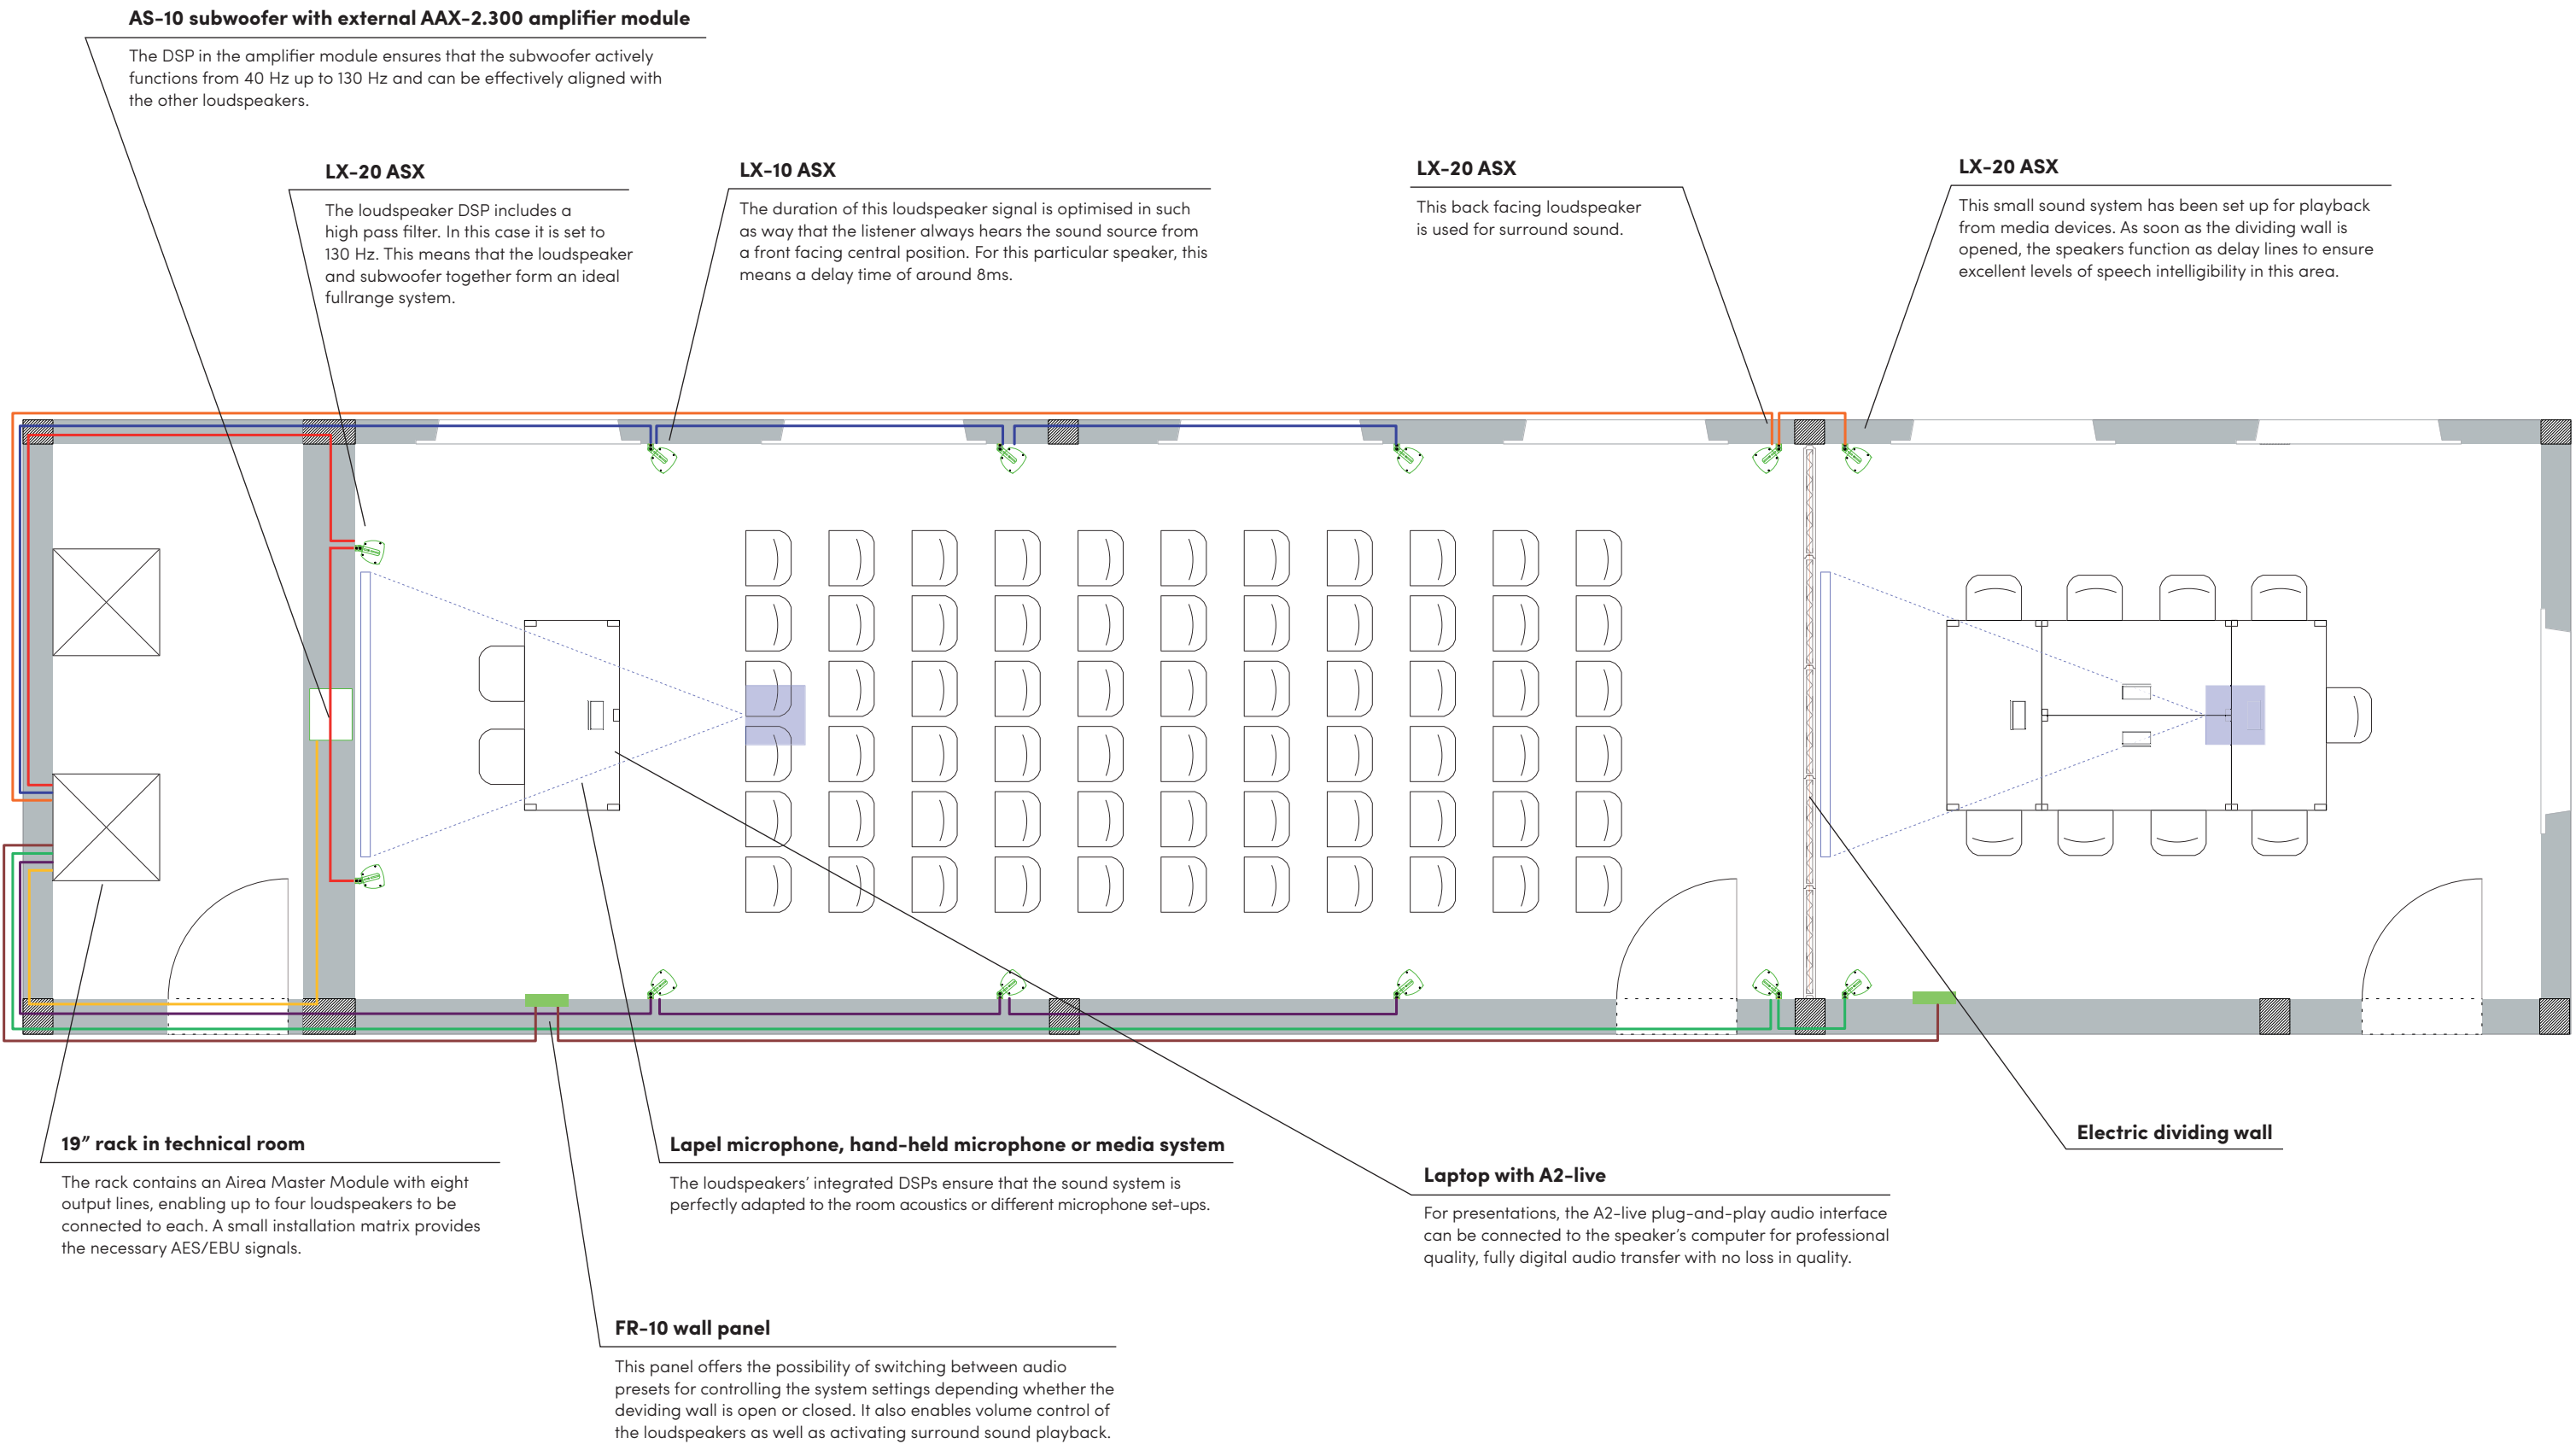 AS-10 subwoofer with external AAX-2.300 amplifier module
The DSP in the amplifier module ensures that the subwoofer actively
functions from 40 Hz up to 130 Hz and can be effectively aligned with
the other loudspeakers.
LX-20 ASX
The loudspeaker DSP includes a
high pass filter. In this case it is set to
130 Hz. This means that the loudspeaker
and subwoofer together form an ideal
fullrange system.
LX-10 ASX
The duration of this loudspeaker signal is optimised in such
as way that the listener always hears the sound source from
a front facing central position. For this particular speaker, this
means a delay time of around 8ms.
LX-20 ASX
This back facing loudspeaker
is used for surround sound.
LX-20 ASX
This small sound system has been set up for playback
from media devices. As soon as the dividing wall is
opened, the speakers function as delay lines to ensure
excellent levels of speech intelligibility in this area.
19″ rack in technical room
The rack contains an Airea Master Module with eight
output lines, enabling up to four loudspeakers to be
connected to each. A small installation matrix provides
the necessary AES/EBU signals.
Lapel microphone, hand-held microphone or media system
The loudspeakers' integrated DSPs ensure that the sound system is
perfectly adapted to the room acoustics or different microphone set-ups.
Laptop with A2-live
For presentations, the A2-live plug-and-play audio interface
can be connected to the speaker's computer for professional
quality, fully digital audio transfer with no loss in quality.
Electric dividing wall
FR-10 wall panel
This panel offers the possibility of switching between audio
presets for controlling the system settings depending whether the
deviding wall is open or closed. It also enables volume control of
the loudspeakers as well as activating surround sound playback.